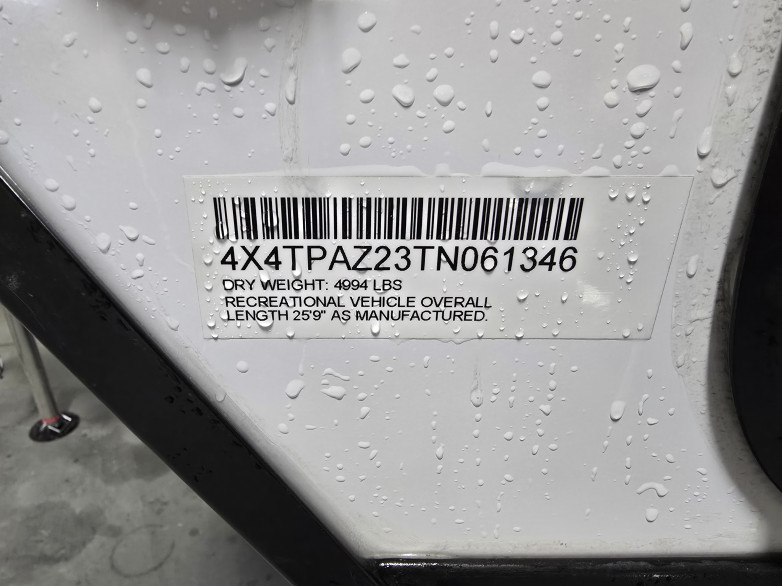 4X4TPAZ23TN061346
DRY WEIGHT: 4994 LBS
RECREATIONAL VEHICLE OVERALL
LENGTH 25'9" AS MANUFACTURED.